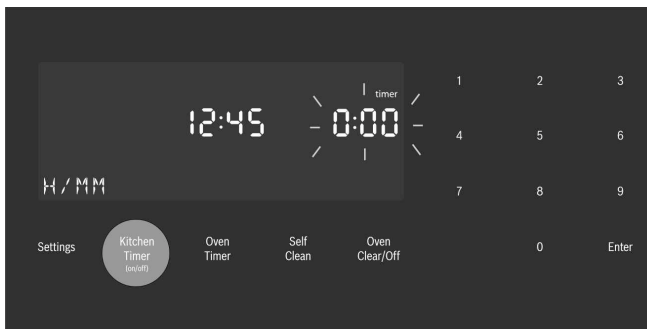 timer
12:45
0:00
H/MM
Settings
Kitchen
Timer
(on/off)
Oven
Timer
Self
Clean
Oven
Clear/Off
1 2 3
4 5 6
7 8 9
0 Enter